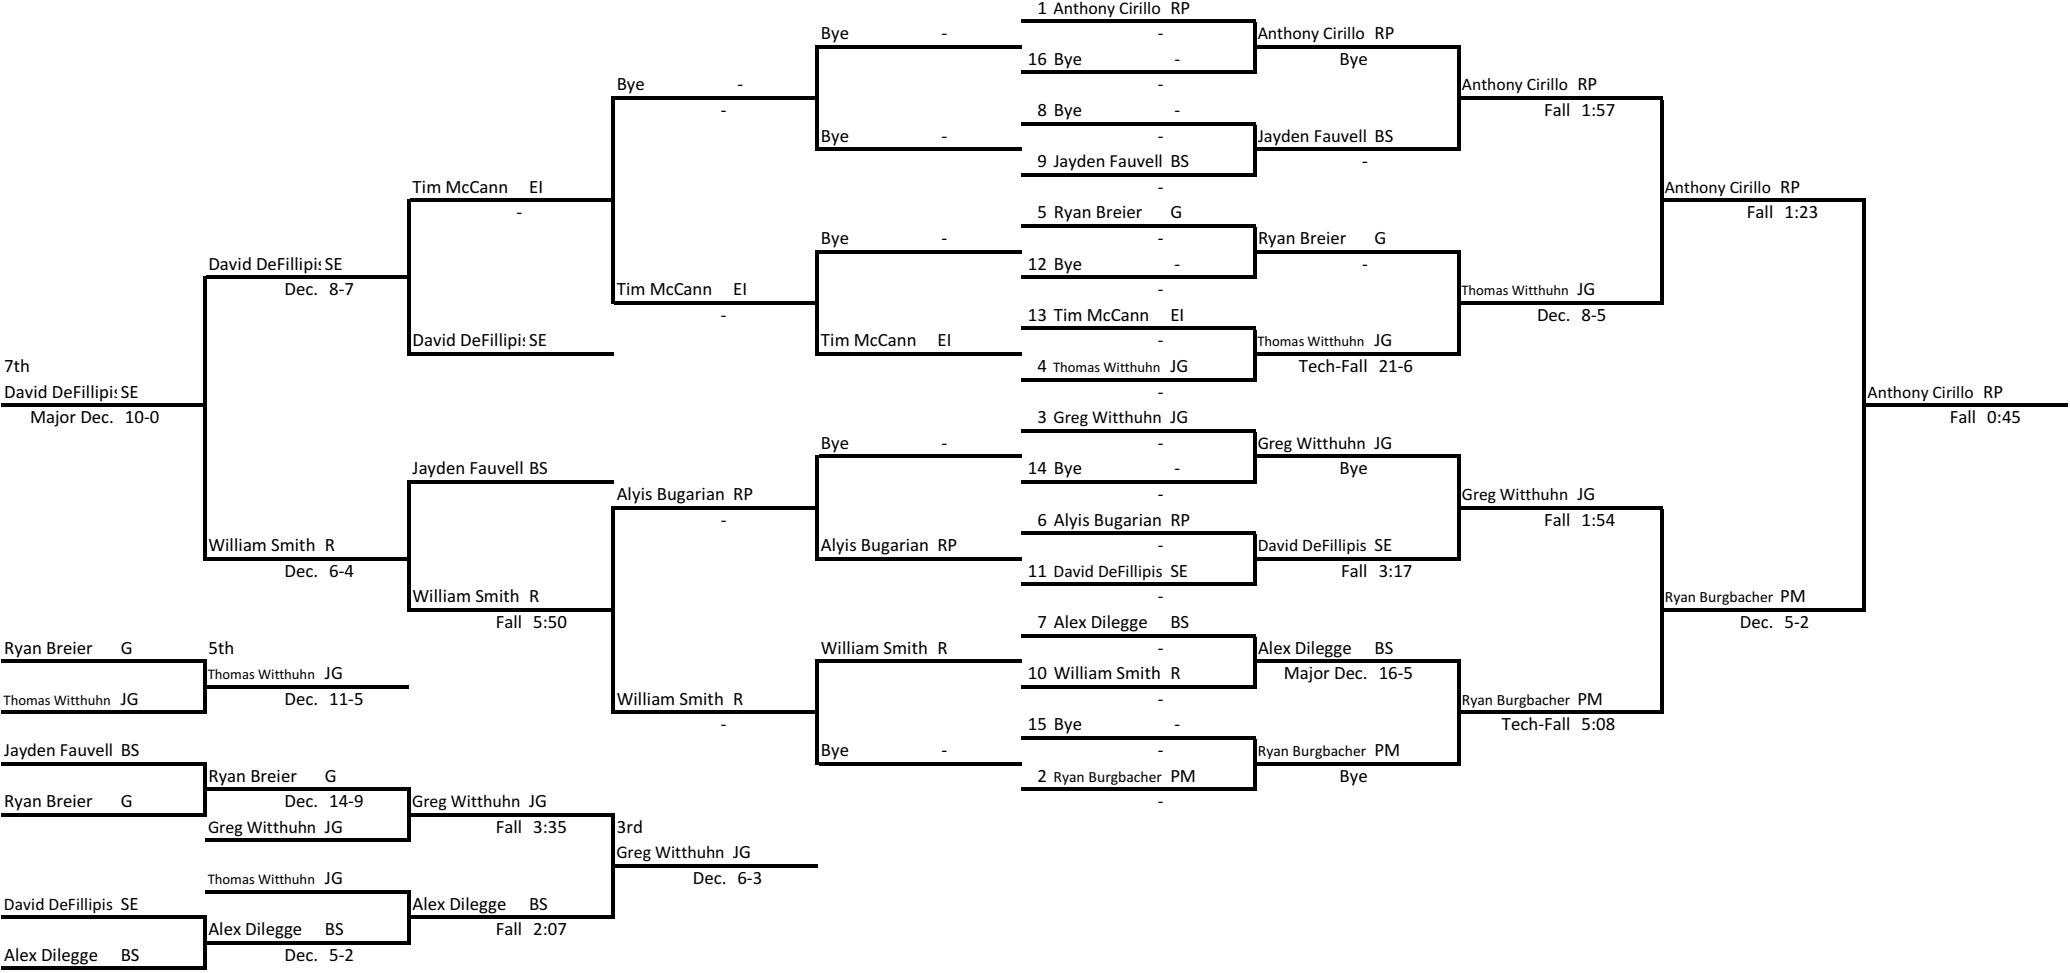 1 Anthony Cirillo RP
Bye - - Anthony Cirillo RP
16 Bye - Bye
Bye - - Anthony Cirillo RP
- 8 Bye - Fall 1:57
Bye - - Jayden Fauvell BS
9 Jayden Fauvell BS -
Tim McCann EI - Anthony Cirillo RP
- 5 Ryan Breier G Fall 1:23
Bye - - Ryan Breier G
David DeFillipis SE 12 Bye - -
Dec. 8-7 Tim McCann EI - Thomas Witthuhn JG
- 13 Tim McCann EI Dec. 8-5
David DeFillipis SE Tim McCann EI - Thomas Witthuhn JG
7th 4 Thomas Witthuhn JG Tech-Fall 21-6
David DeFillipis SE - Anthony Cirillo RP
Major Dec. 10-0 3 Greg Witthuhn JG Fall 0:45
Bye - - Greg Witthuhn JG
Jayden Fauvell BS 14 Bye - Bye
Alyis Bugarian RP - Greg Witthuhn JG
- 6 Alyis Bugarian RP Fall 1:54
William Smith R Alyis Bugarian RP - David DeFillipis SE
Dec. 6-4 11 David DeFillipis SE Fall 3:17
William Smith R - Ryan Burgbacher PM
Fall 5:50 7 Alex Dilegge BS Dec. 5-2
Ryan Breier G 5th William Smith R - Alex Dilegge BS
Thomas Witthuhn JG 10 William Smith R Major Dec. 16-5
Thomas Witthuhn JG Dec. 11-5 William Smith R - Ryan Burgbacher PM
- 15 Bye - Tech-Fall 5:08
Jayden Fauvell BS Bye - - Ryan Burgbacher PM
Ryan Breier G 2 Ryan Burgbacher PM Bye
Ryan Breier G Dec. 14-9 Greg Witthuhn JG -
Greg Witthuhn JG Fall 3:35 3rd
Greg Witthuhn JG
Thomas Witthuhn JG Dec. 6-3
David DeFillipis SE Alex Dilegge BS
Alex Dilegge BS Fall 2:07
Alex Dilegge BS Dec. 5-2